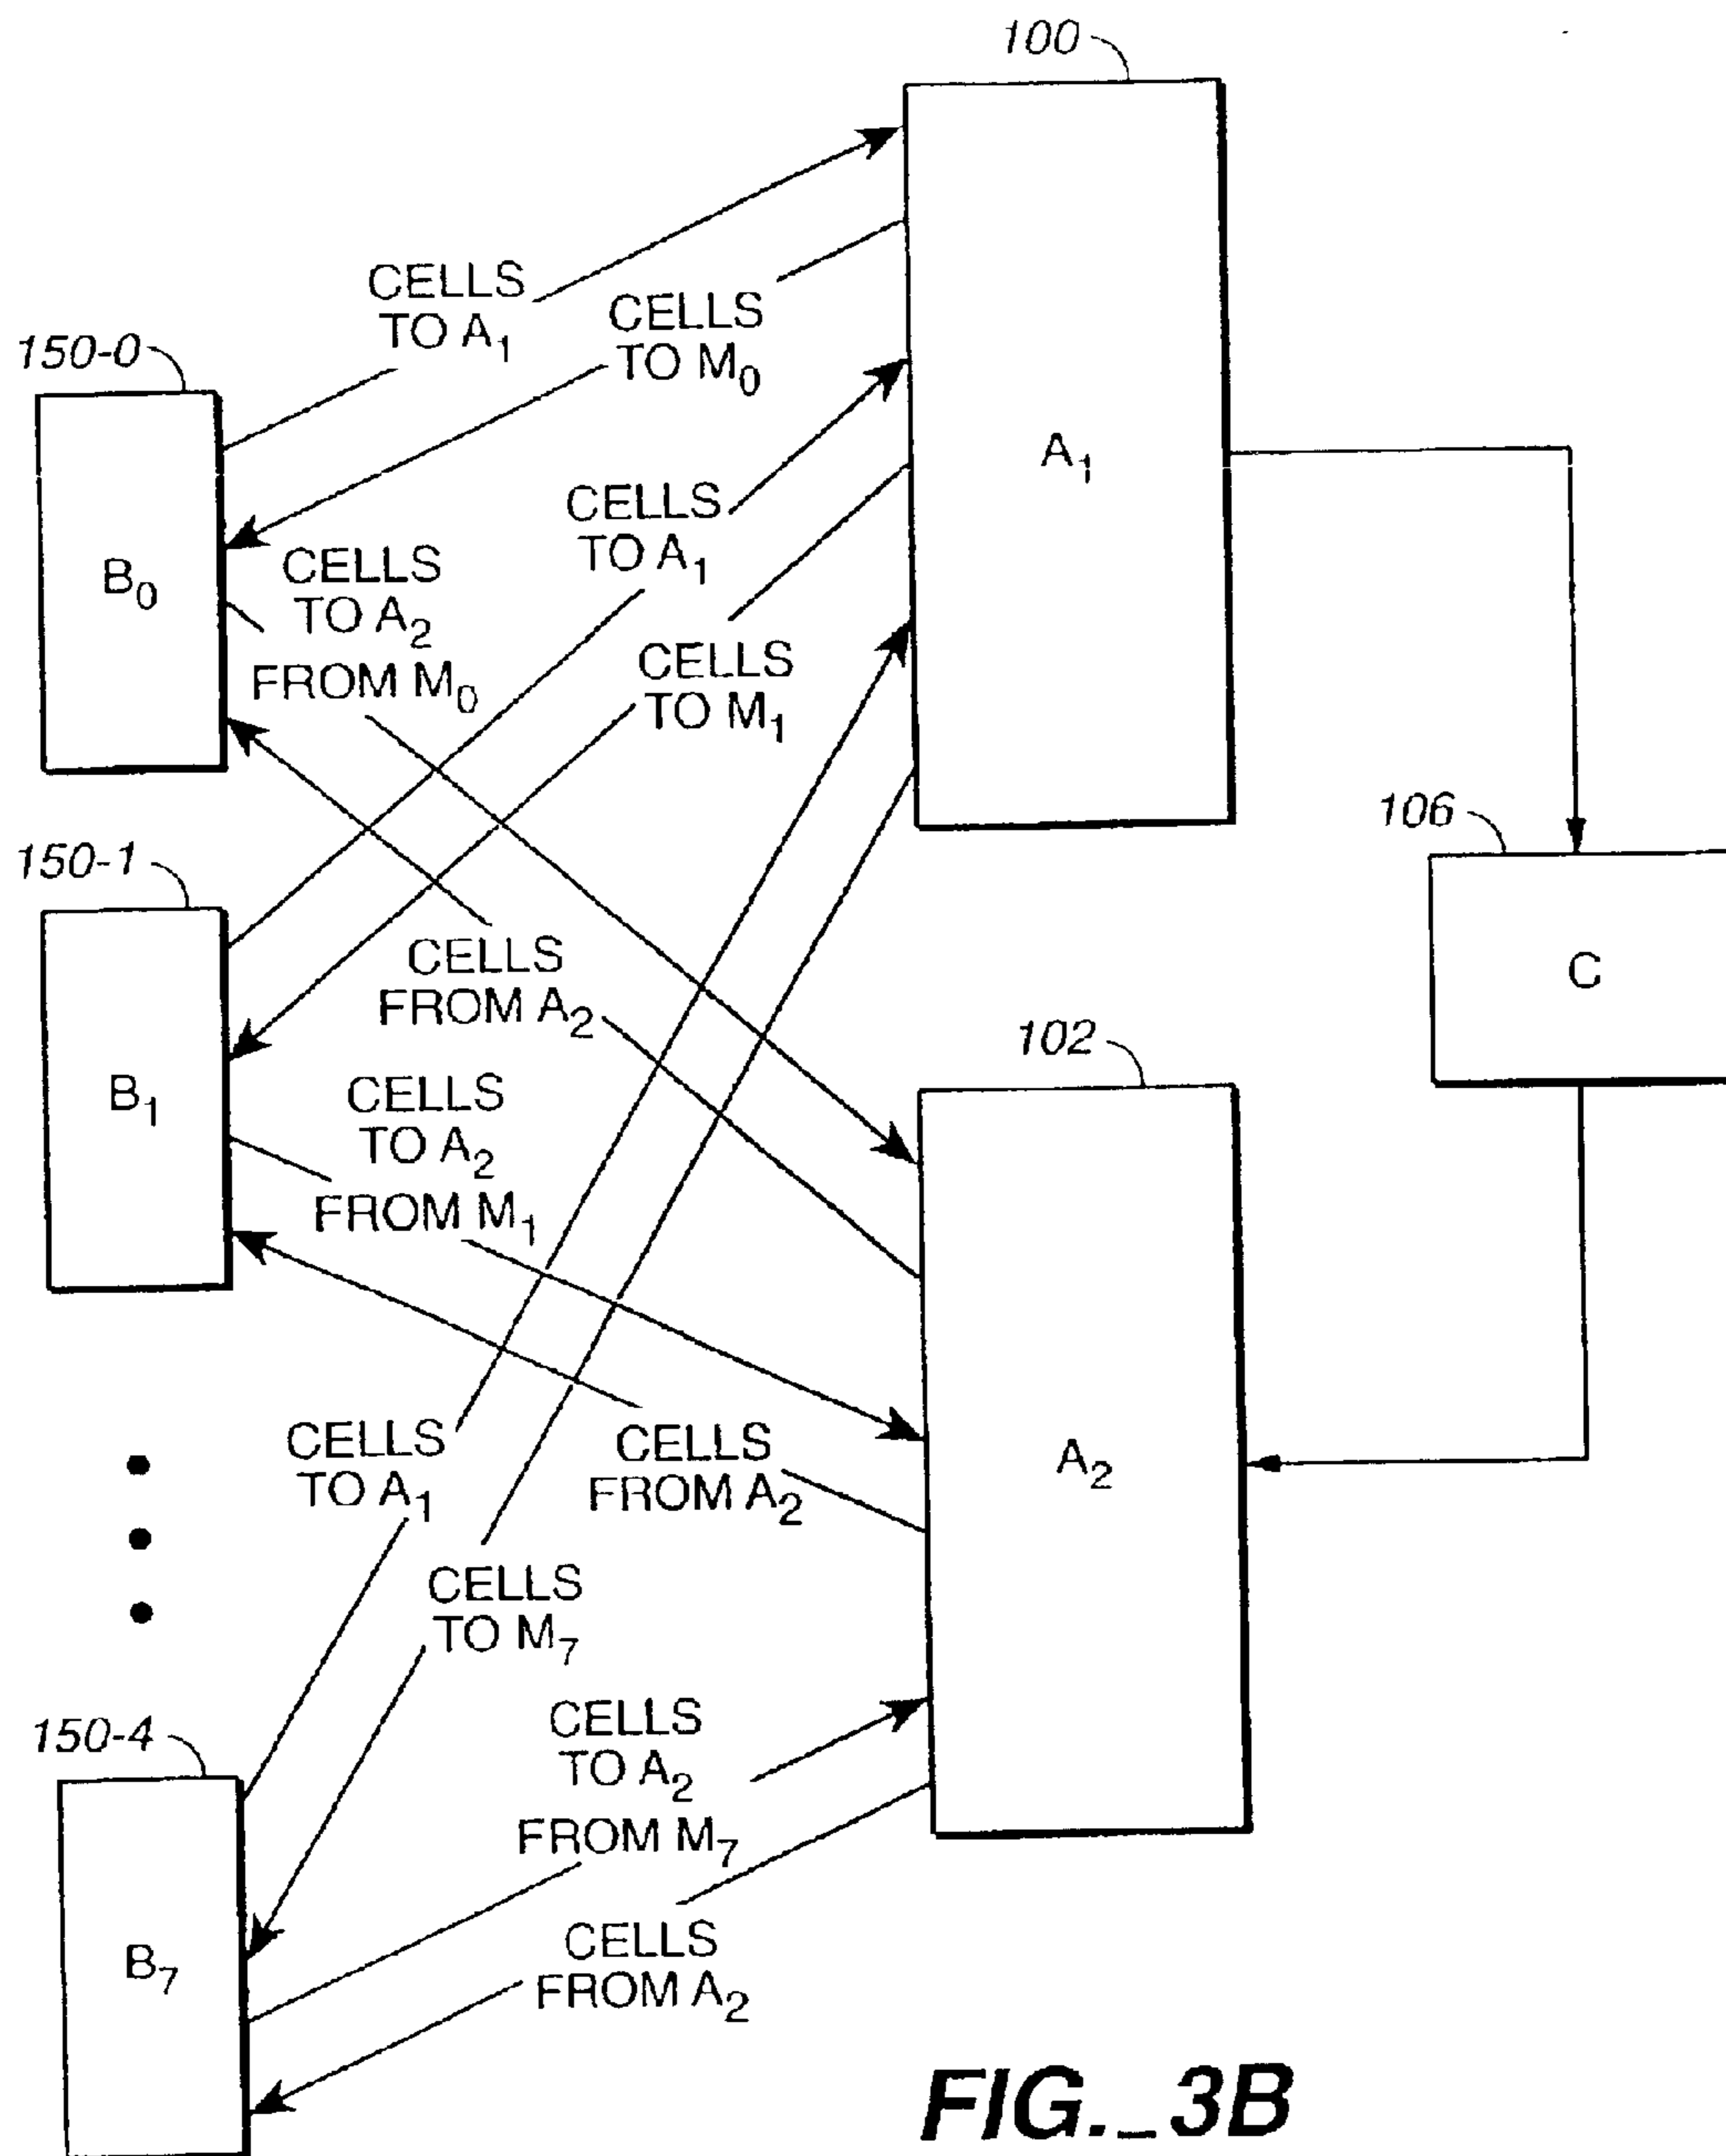 100
CELLS
TO A₁
CELLS
TO M₀
150-0
A₁
CELLS
TO A₁
B₀
CELLS
TO A₂
FROM M₀
CELLS
TO M₁
106
150-1
C
CELLS
FROM A₂
102
B₁
CELLS
TO A₂
FROM M₁
CELLS
TO A₁
CELLS
FROM A₂
A₂
CELLS
TO M₇
150-4
CELLS
TO A₂
FROM M₇
B₇
CELLS
FROM A₂
FIG._3B